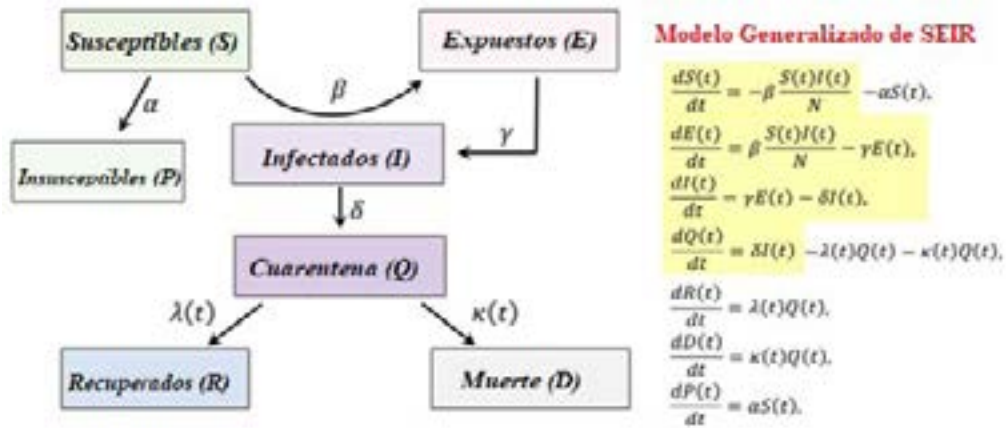 Susceptibles (S)
Expuestos (E)
α
β
γ
Insusceptibles (P)
Infectados (I)
δ
Cuarentena (Q)
λ(t)
κ(t)
Recuperados (R)
Muerte (D)
Modelo Generalizado de SEIR
dS(t)/dt = -β S(t)I(t)/N -αS(t),
dE(t)/dt = β S(t)I(t)/N - γE(t),
dI(t)/dt = γE(t) - δI(t),
dQ(t)/dt = δI(t) -λ(t)Q(t) - κ(t)Q(t),
dR(t)/dt = λ(t)Q(t),
dD(t)/dt = κ(t)Q(t),
dP(t)/dt = αS(t).